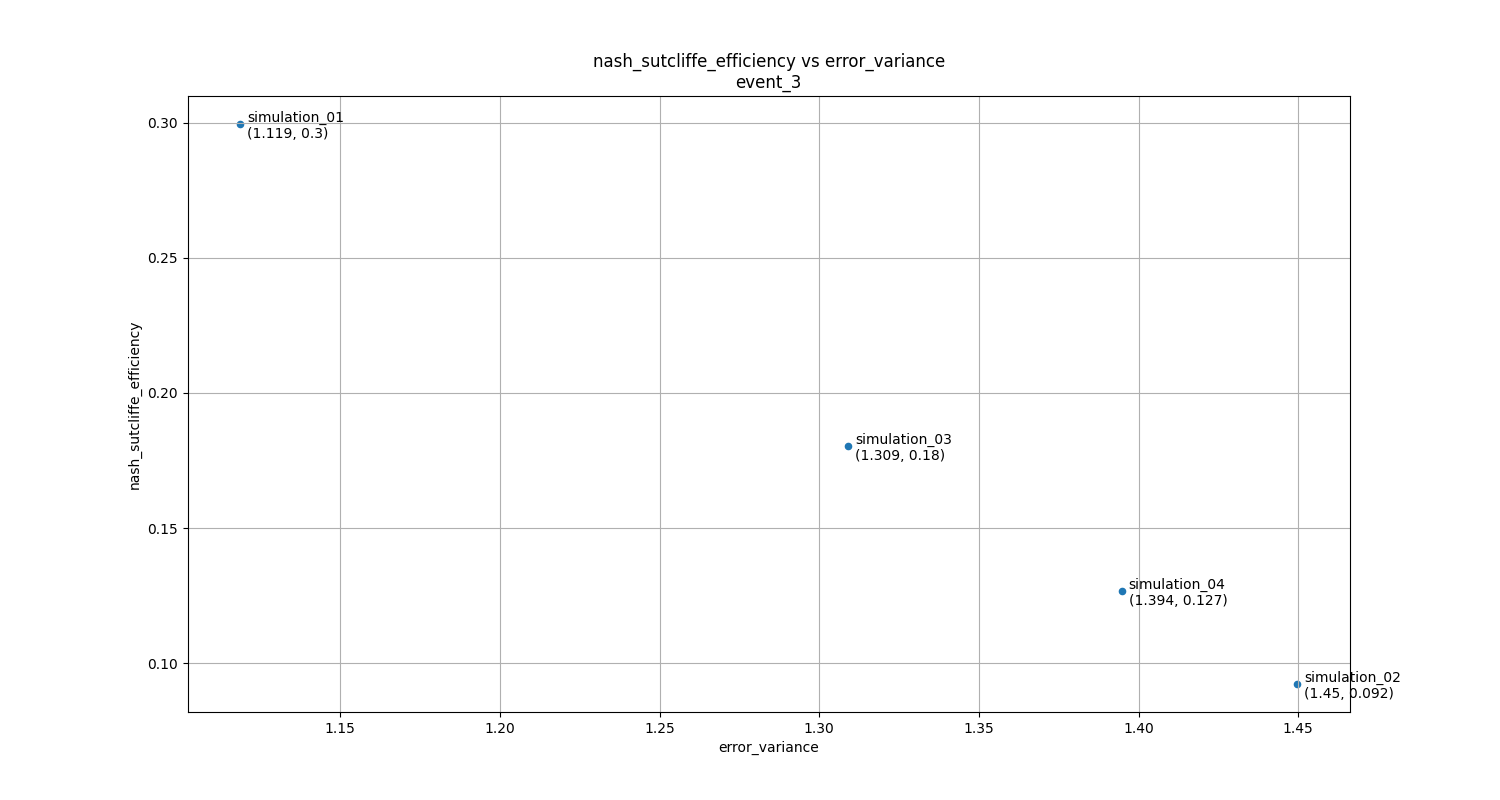 nash_sutcliffe_efficiency vs error_variance
event_3
nash_sutcliffe_efficiency
0.30
0.25
0.20
0.15
0.10
simulation_01
(1.119, 0.3)
simulation_03
(1.309, 0.18)
simulation_04
(1.394, 0.127)
simulation_02
(1.45, 0.092)
1.15
1.20
1.25
1.30
1.35
1.40
1.45
error_variance